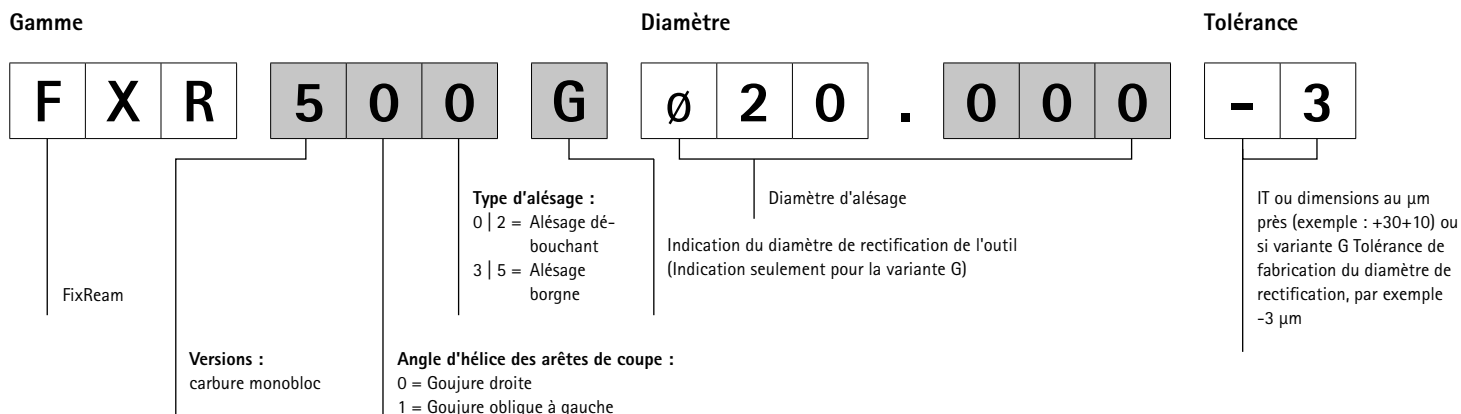 Gamme
Diamètre
Tolérance
F X R 5 0 0 G ø 2 0 . 0 0 0 - 3
Type d'alésage :
0 | 2 = Alésage dé-
bouchant
3 | 5 = Alésage
borgne
Diamètre d'alésage
Indication du diamètre de rectification de l'outil
(Indication seulement pour la variante G)
IT ou dimensions au µm
près (exemple : +30+10) ou
si variante G Tolérance de
fabrication du diamètre de
rectification, par exemple
-3 µm
FixReam
Versions :
carbure monobloc
Angle d'hélice des arêtes de coupe :
0 = Goujure droite
1 = Goujure oblique à gauche